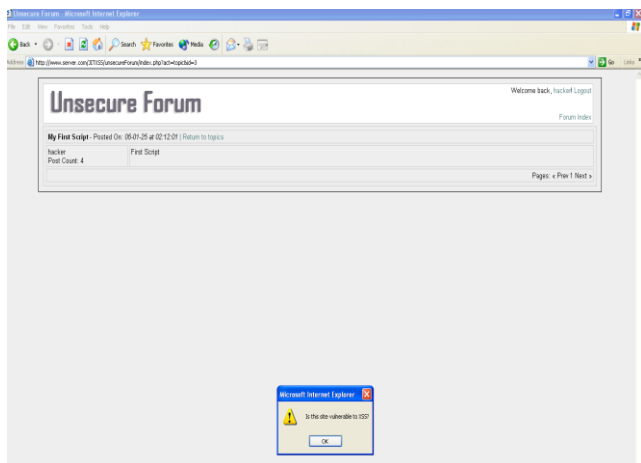 Unsecure Forum - Microsoft Internet Explorer
File Edit View Favorites Tools Help
Back Search Favorites Media
Address http://www.server.com/JITXSS/unsecureForum/index.php?act=topic&id=3 Go Links
Unsecure Forum
Welcome back, hacker! Logout
Forum Index
My First Script - Posted On: 05-01-25 at 02:12:01 | Return to topics
hacker First Script
Post Count: 4
Pages: « Prev 1 Next »
Microsoft Internet Explorer
Is this site vulnerable to XSS?
OK